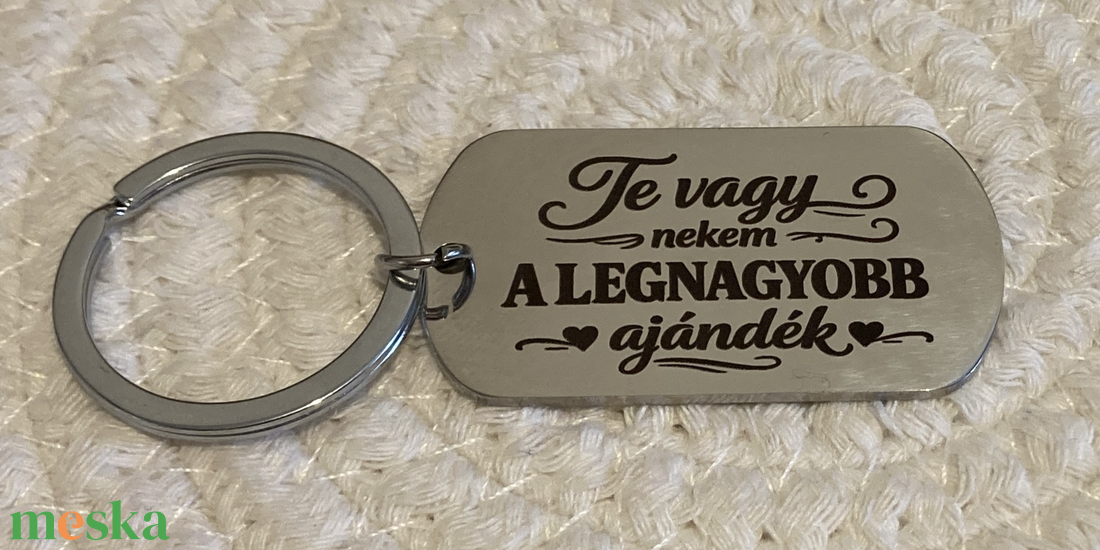 Te vagy
nekem
A LEGNAGYOBB
ajándék
meska